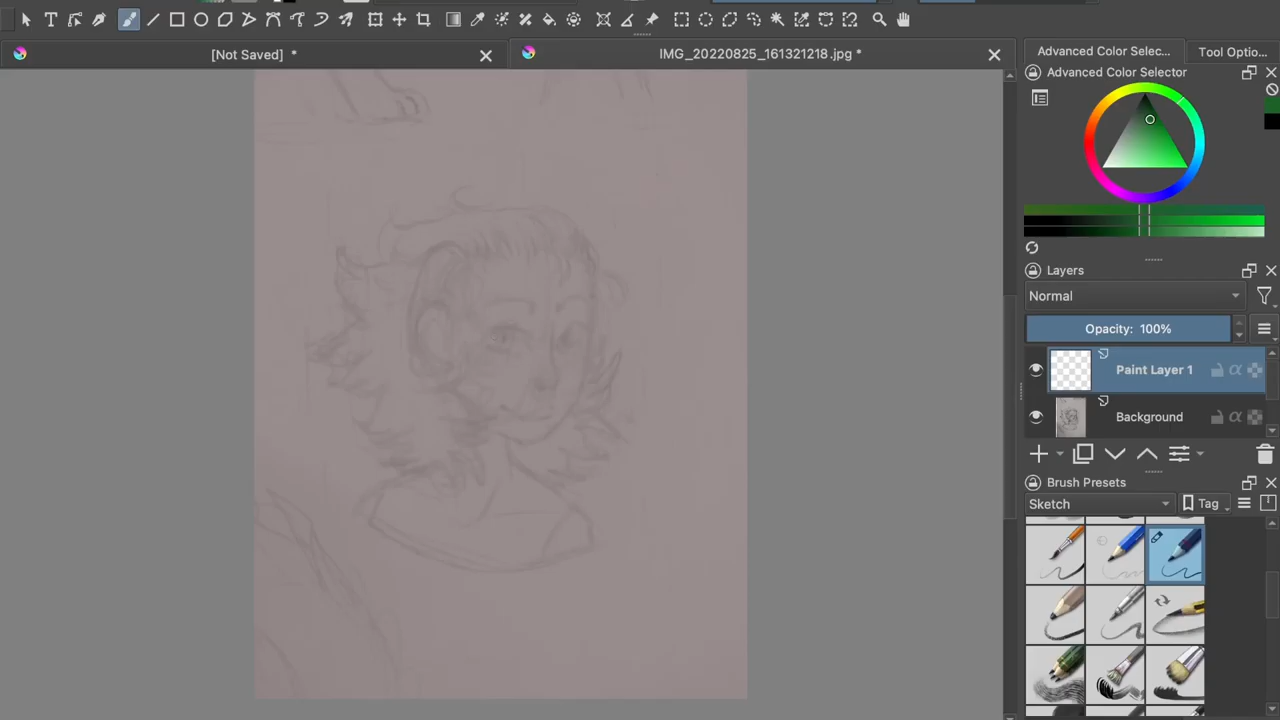 [Not Saved] *
IMG_20220825_161321218.jpg *
Advanced Color Selec...
Tool Optio...
Advanced Color Selector
Layers
Normal
Opacity: 100%
Paint Layer 1
Background
Brush Presets
Sketch
Tag